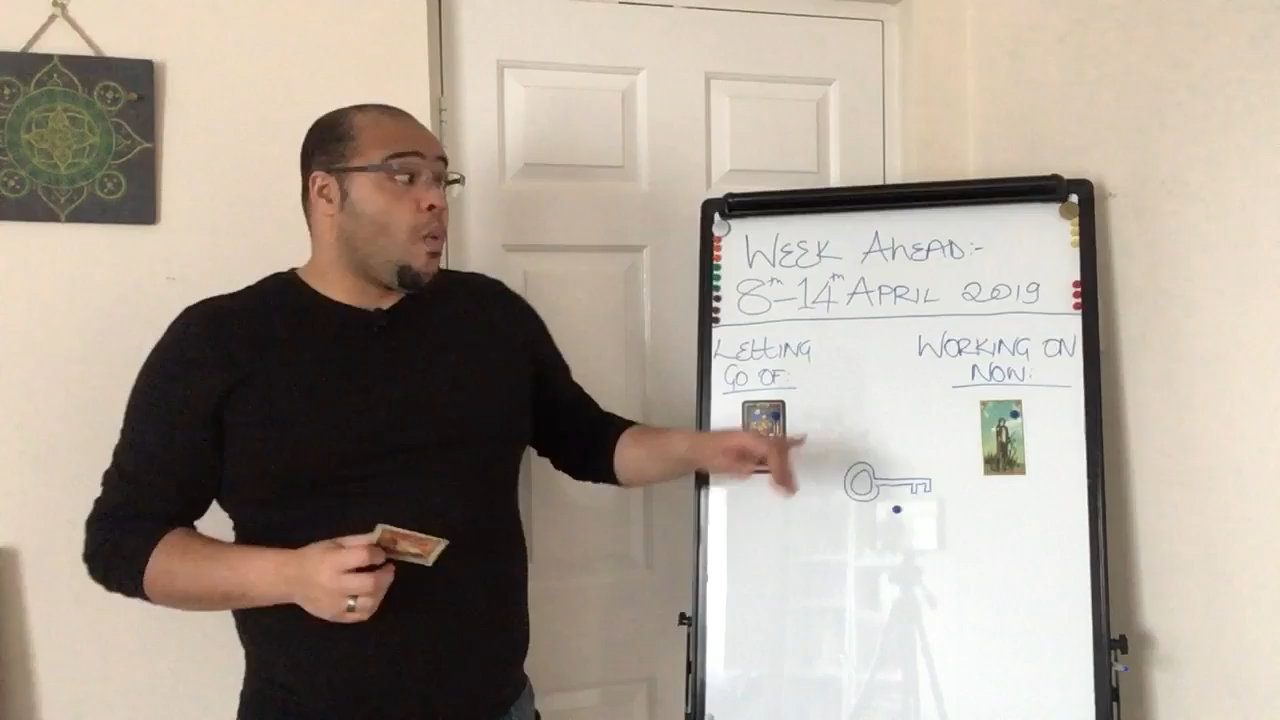 WEEK AHEAD:-
8th-14th APRIL 2019
LETTING
GO OF:
WORKING ON
NOW: